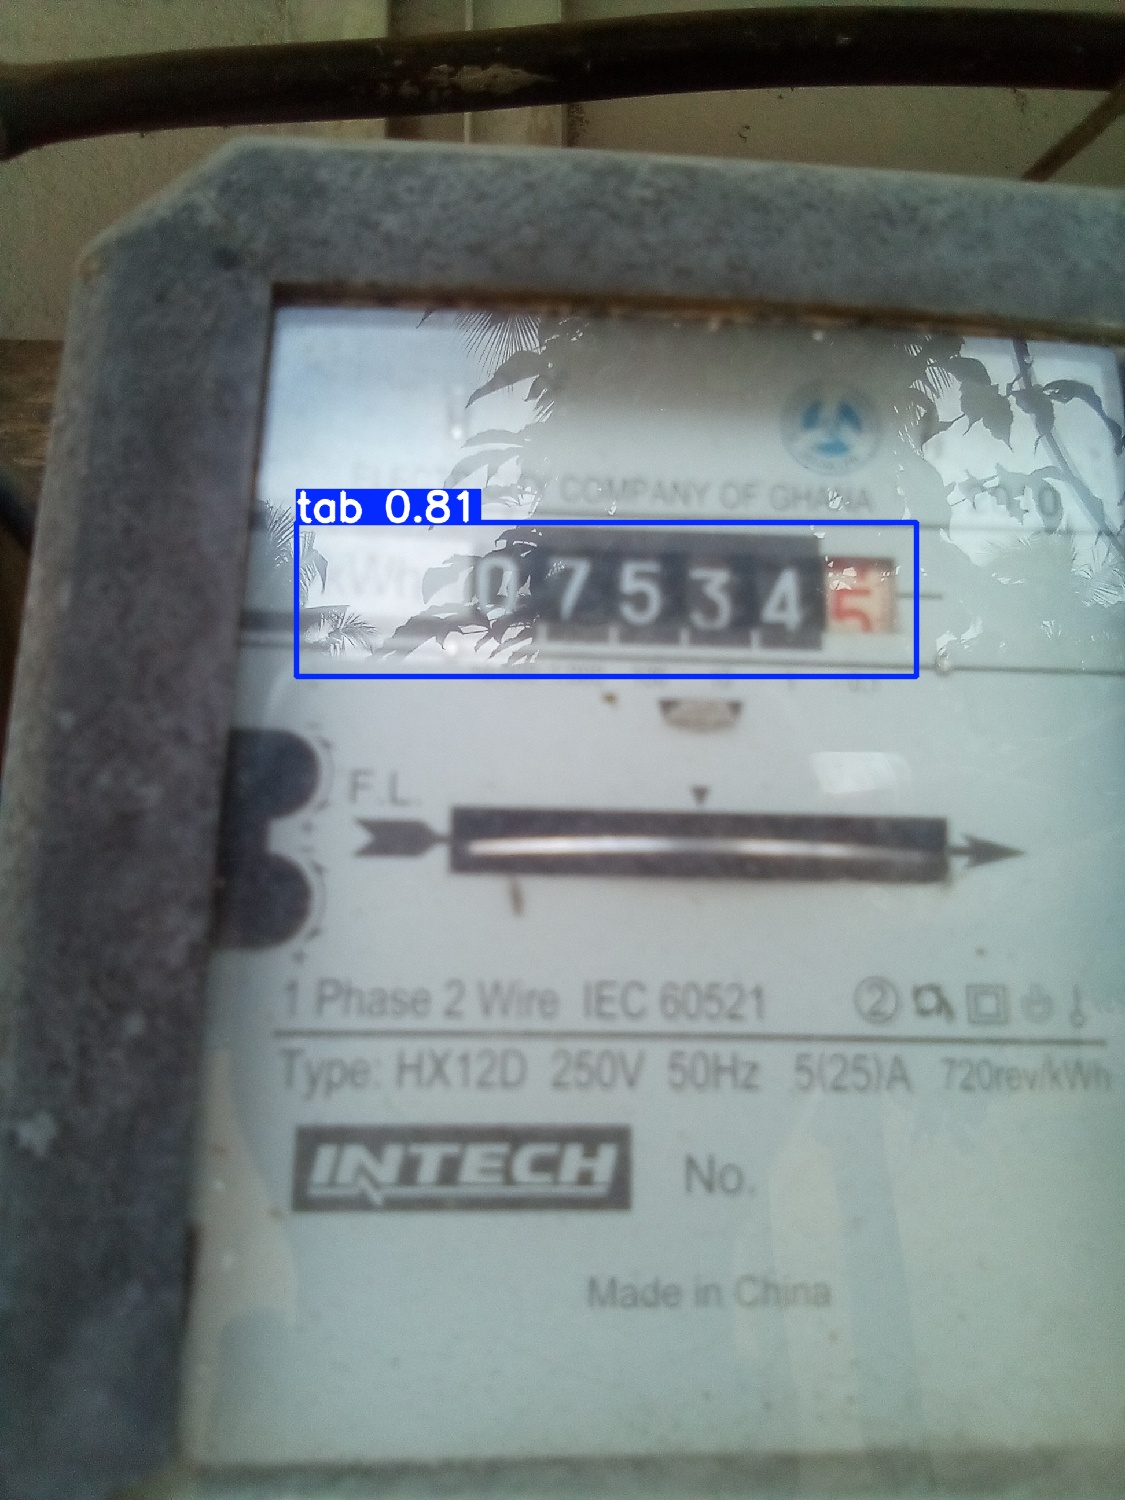 ELECTRICITY COMPANY OF GHANA
tab 0.81
kWh 07534 5
F.L.
1 Phase 2 Wire IEC 60521 2
Type: HX12D 250V 50Hz 5(25)A 720rev/kWh
INTECH No.
Made in China